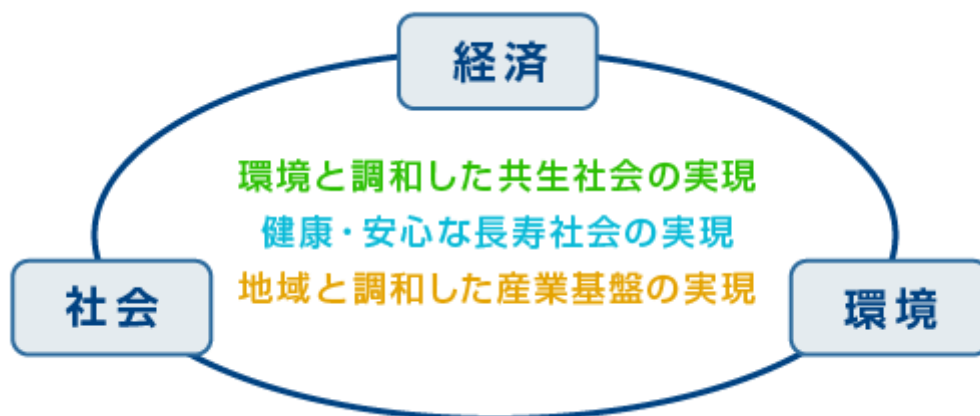 経済
環境と調和した共生社会の実現
健康・安心な長寿社会の実現
地域と調和した産業基盤の実現
社会
環境